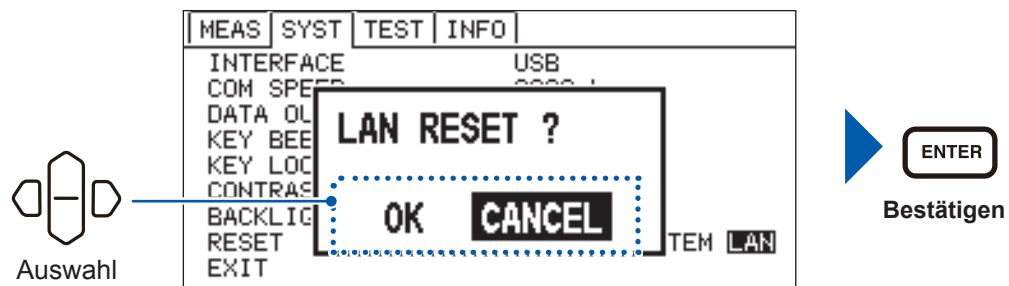 MEAS SYST TEST INFO
INTERFACE USB
COM SPEED
DATA OU
KEY BEE
LAN RESET ?
KEY LOC
CONTRAS
ENTER
BACKLIG
OK CANCEL
Bestätigen
RESET TEM LAN
EXIT
Auswahl